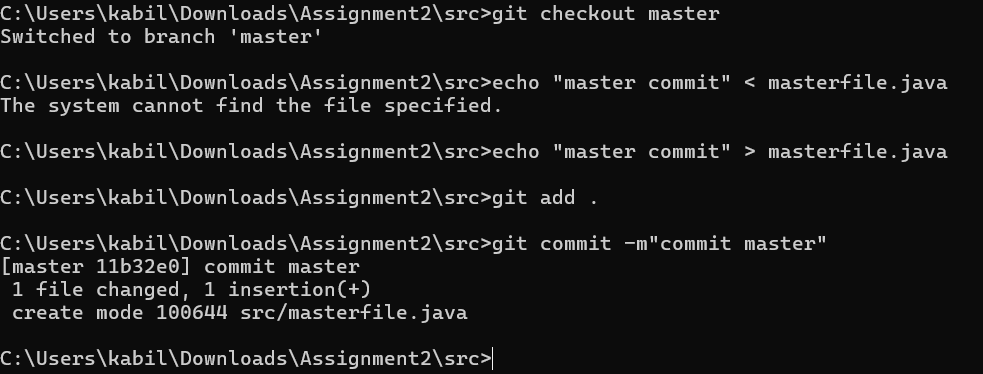 C:\Users\kabil\Downloads\Assignment2\src>git checkout master
Switched to branch 'master'
C:\Users\kabil\Downloads\Assignment2\src>echo "master commit" < masterfile.java
The system cannot find the file specified.
C:\Users\kabil\Downloads\Assignment2\src>echo "master commit" > masterfile.java
C:\Users\kabil\Downloads\Assignment2\src>git add .
C:\Users\kabil\Downloads\Assignment2\src>git commit -m"commit master"
[master 11b32e0] commit master
 1 file changed, 1 insertion(+)
 create mode 100644 src/masterfile.java
C:\Users\kabil\Downloads\Assignment2\src>